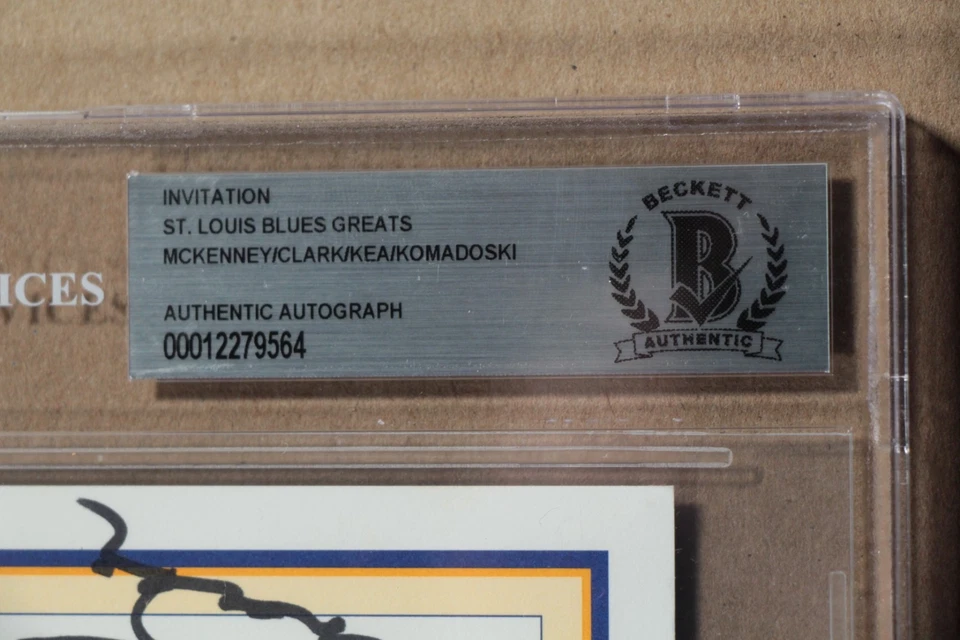 INVITATION
ST. LOUIS BLUES GREATS
MCKENNEY/CLARK/KEA/KOMADOSKI
AUTHENTIC AUTOGRAPH
00012279564
BECKETT
B
AUTHENTIC
ICES